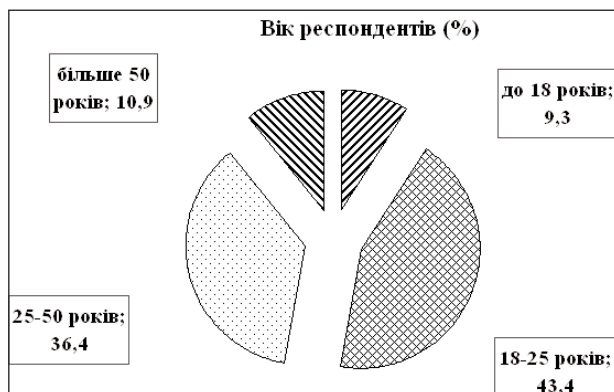 Вік респондентів (%)
більше 50
років; 10,9
до 18 років;
9,3
25-50 років;
36,4
18-25 років;
43,4